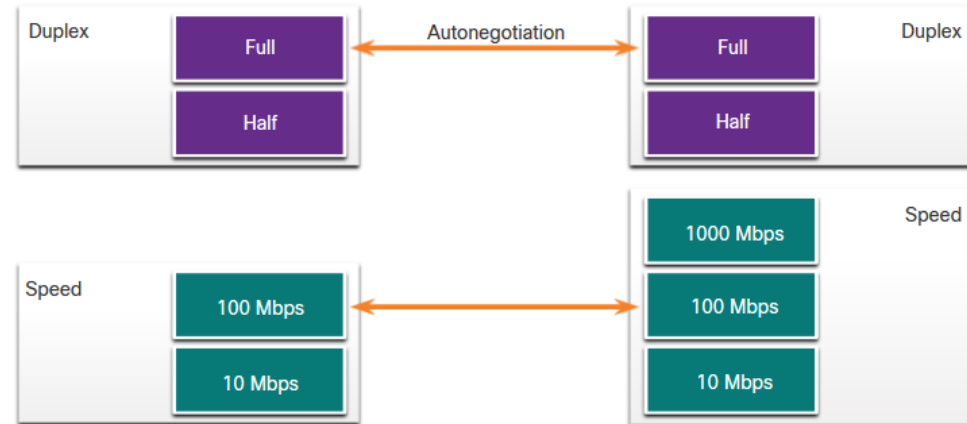 Duplex
Full
Half
Autonegotiation
Full
Half
Duplex
Speed
100 Mbps
10 Mbps
1000 Mbps
100 Mbps
10 Mbps
Speed